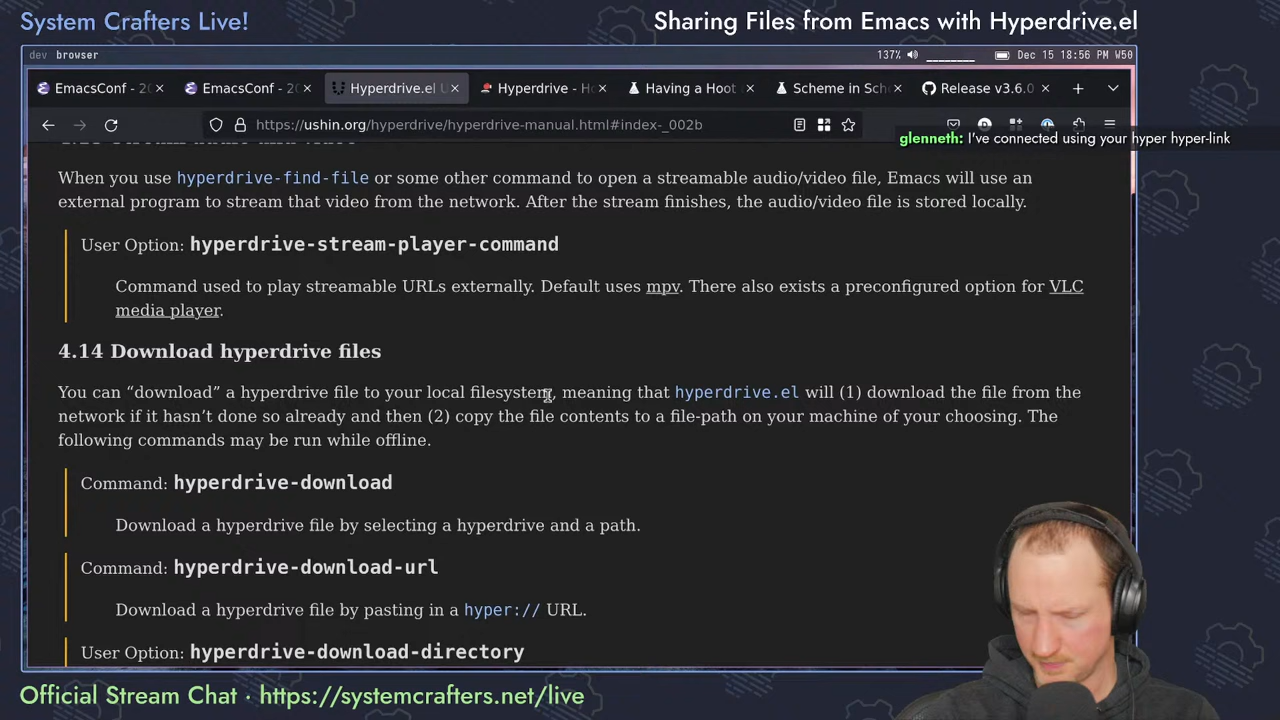 System Crafters Live!
Sharing Files from Emacs with Hyperdrive.el
dev browser
137% Dec 15 18:56 PM W50
EmacsConf - 20
EmacsConf - 20
Hyperdrive.el U
Hyperdrive - Ho
Having a Hoot
Scheme in Sche
Release v3.6.0
https://ushin.org/hyperdrive/hyperdrive-manual.html#index-_002b
glenneth: I've connected using your hyper hyper-link
When you use hyperdrive-find-file or some other command to open a streamable audio/video file, Emacs will use an
external program to stream that video from the network. After the stream finishes, the audio/video file is stored locally.
User Option: hyperdrive-stream-player-command
Command used to play streamable URLs externally. Default uses mpv. There also exists a preconfigured option for VLC
media player.
4.14 Download hyperdrive files
You can “download” a hyperdrive file to your local filesystem, meaning that hyperdrive.el will (1) download the file from the
network if it hasn’t done so already and then (2) copy the file contents to a file-path on your machine of your choosing. The
following commands may be run while offline.
Command: hyperdrive-download
Download a hyperdrive file by selecting a hyperdrive and a path.
Command: hyperdrive-download-url
Download a hyperdrive file by pasting in a hyper:// URL.
User Option: hyperdrive-download-directory
Official Stream Chat · https://systemcrafters.net/live